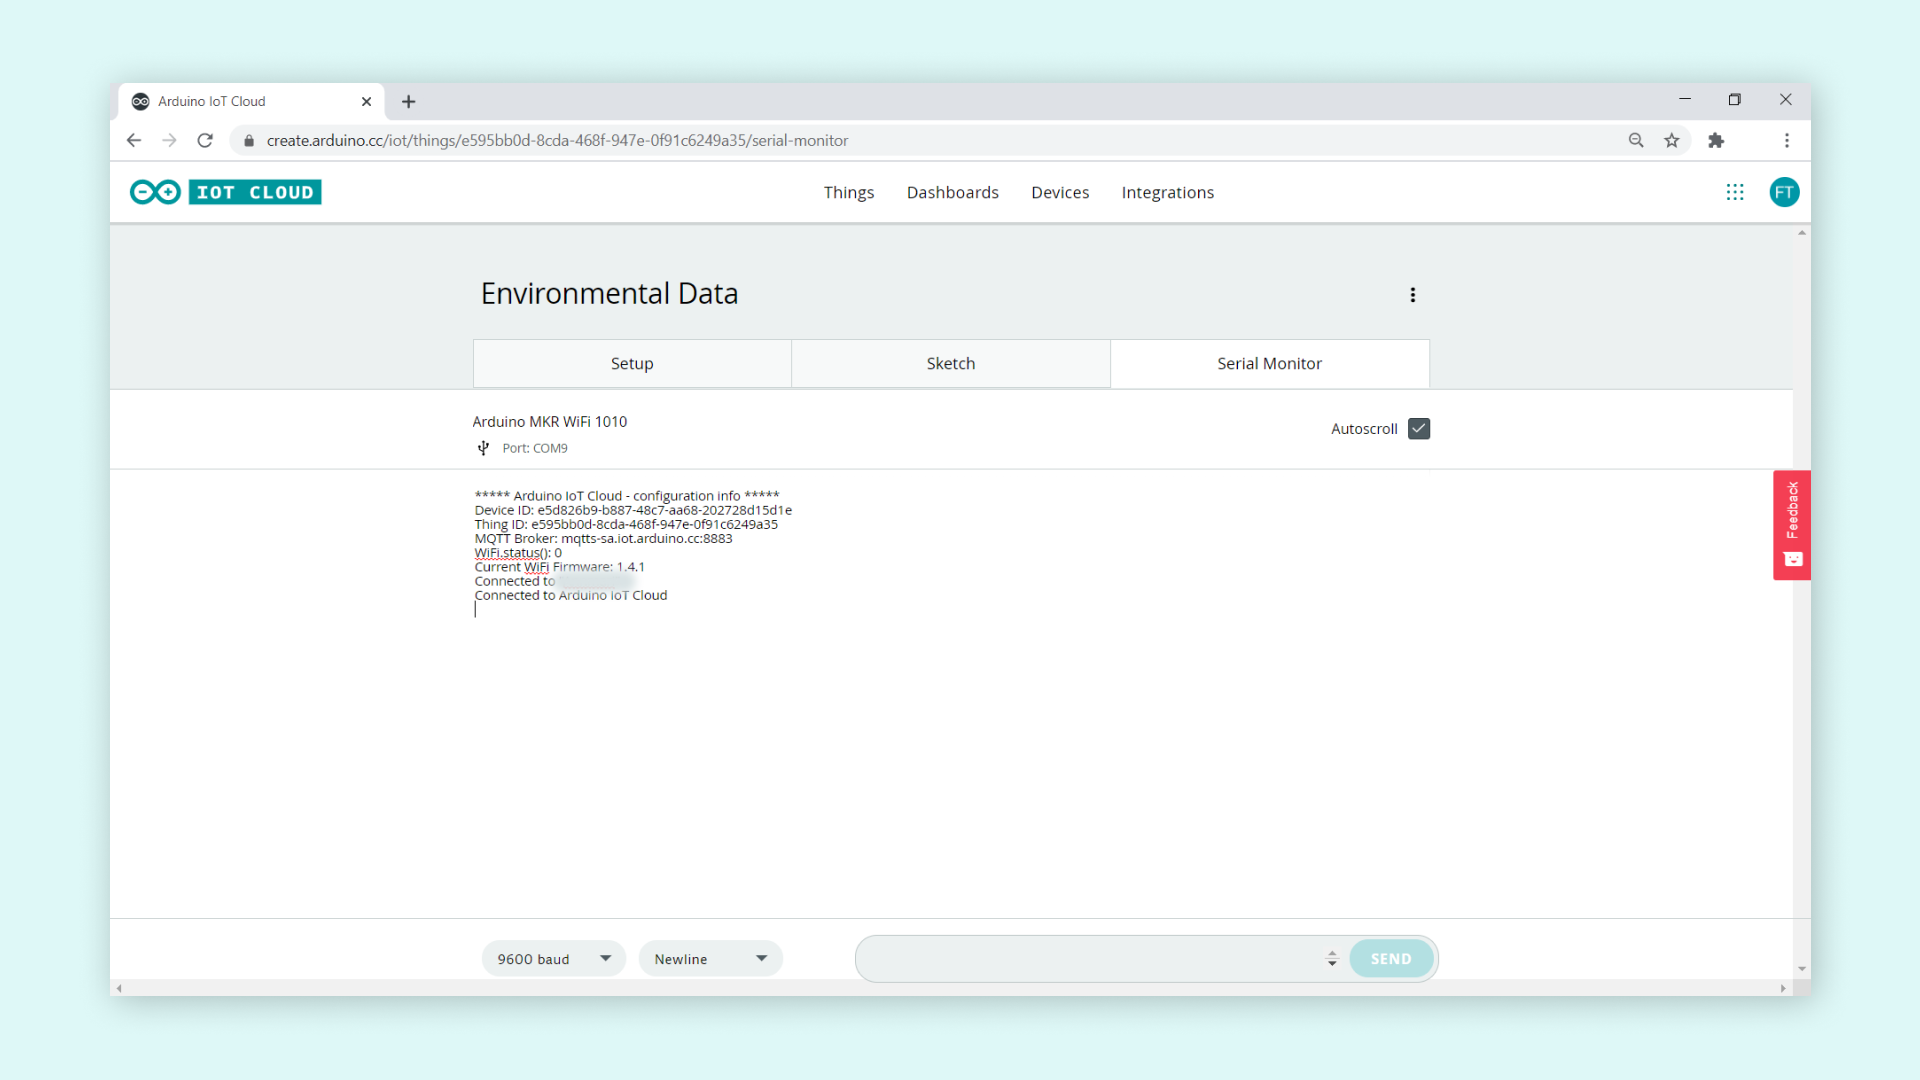 Arduino IoT Cloud
create.arduino.cc/iot/things/e595bb0d-8cda-468f-947e-0f91c6249a35/serial-monitor
IOT CLOUD
Things Dashboards Devices Integrations
FT
Environmental Data
Setup Sketch Serial Monitor
Arduino MKR WiFi 1010
Autoscroll
Port: COM9
***** Arduino IoT Cloud - configuration info *****
Device ID: e5d826b9-b887-48c7-aa68-202728d15d1e
Thing ID: e595bb0d-8cda-468f-947e-0f91c6249a35
MQTT Broker: mqtts-sa.iot.arduino.cc:8883
WiFi.status(): 0
Current WiFi Firmware: 1.4.1
Connected to
Connected to Arduino IoT Cloud
Feedback
9600 baud Newline SEND